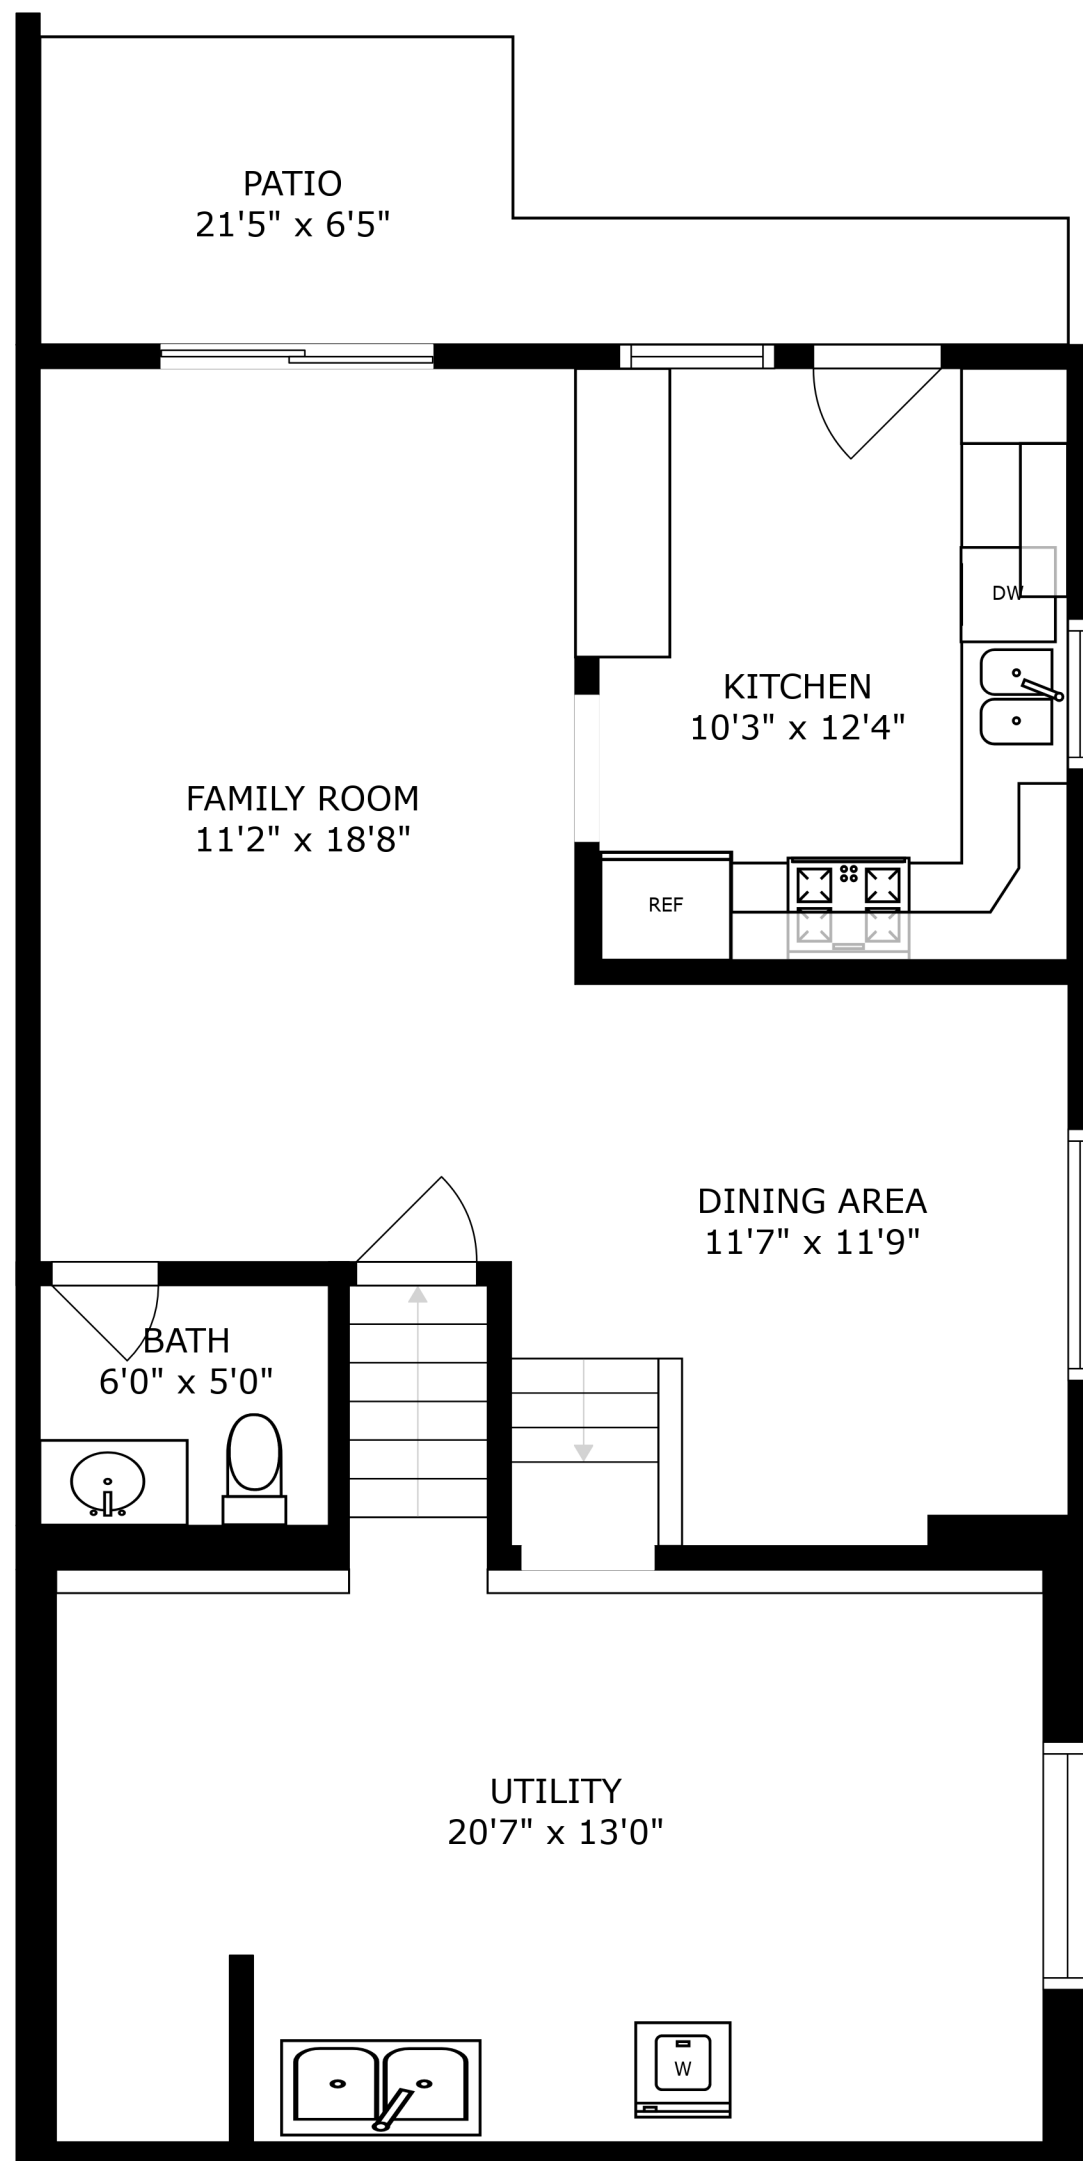 PATIO
21'5" x 6'5"
DW
KITCHEN
10'3" x 12'4"
FAMILY ROOM
11'2" x 18'8"
REF
DINING AREA
11'7" x 11'9"
BATH
6'0" x 5'0"
UTILITY
20'7" x 13'0"
W